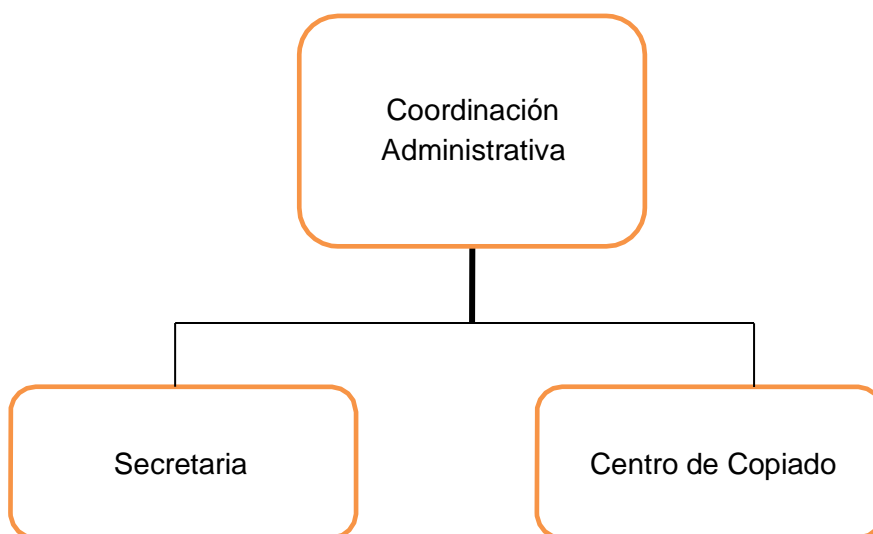 Coordinación
Administrativa
Secretaria
Centro de Copiado